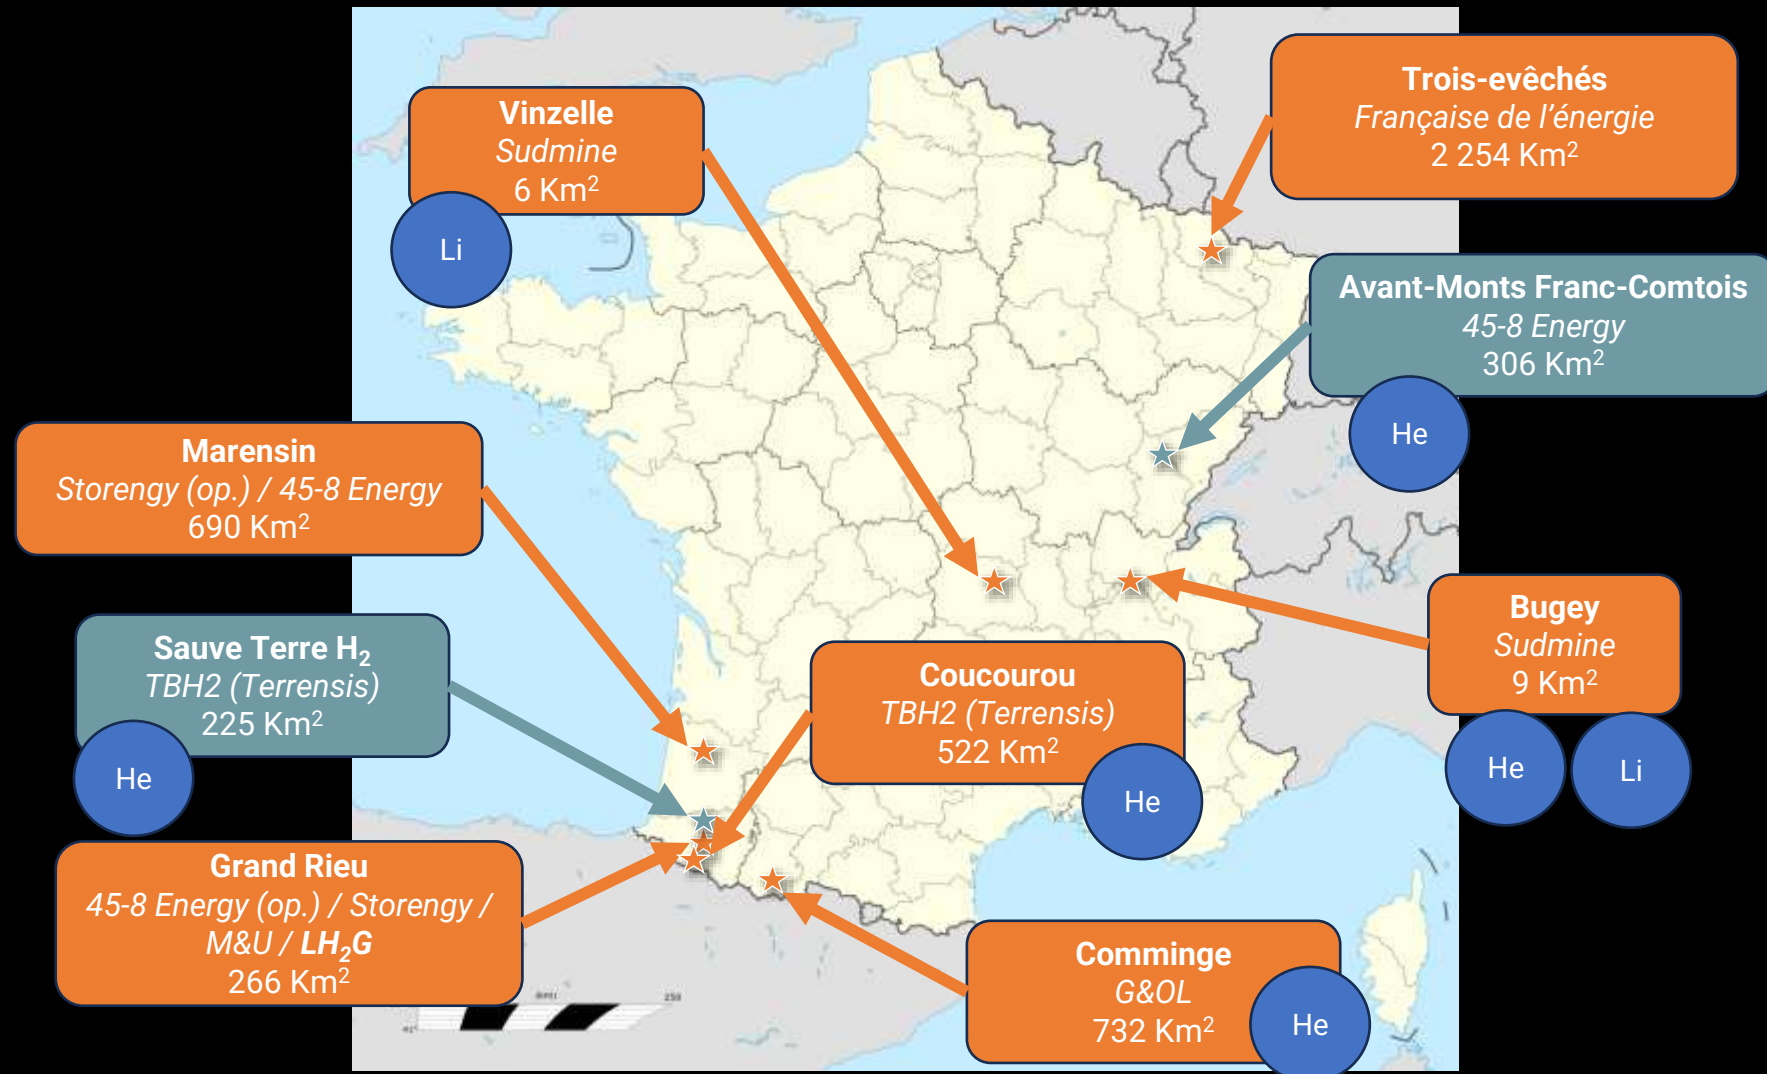 Vinzelle
Sudmine
6 Km²
Li
Trois-evêchés
Française de l'énergie
2 254 Km²
Avant-Monts Franc-Comtois
45-8 Energy
306 Km²
He
Marensin
Storengy (op.) / 45-8 Energy
690 Km²
Sauve Terre H₂
TBH2 (Terrensis)
225 Km²
He
Coucourou
TBH2 (Terrensis)
522 Km²
He
Bugey
Sudmine
9 Km²
He
Li
Grand Rieu
45-8 Energy (op.) / Storengy /
M&U / LH₂G
266 Km²
Comminge
G&OL
732 Km²
He
250